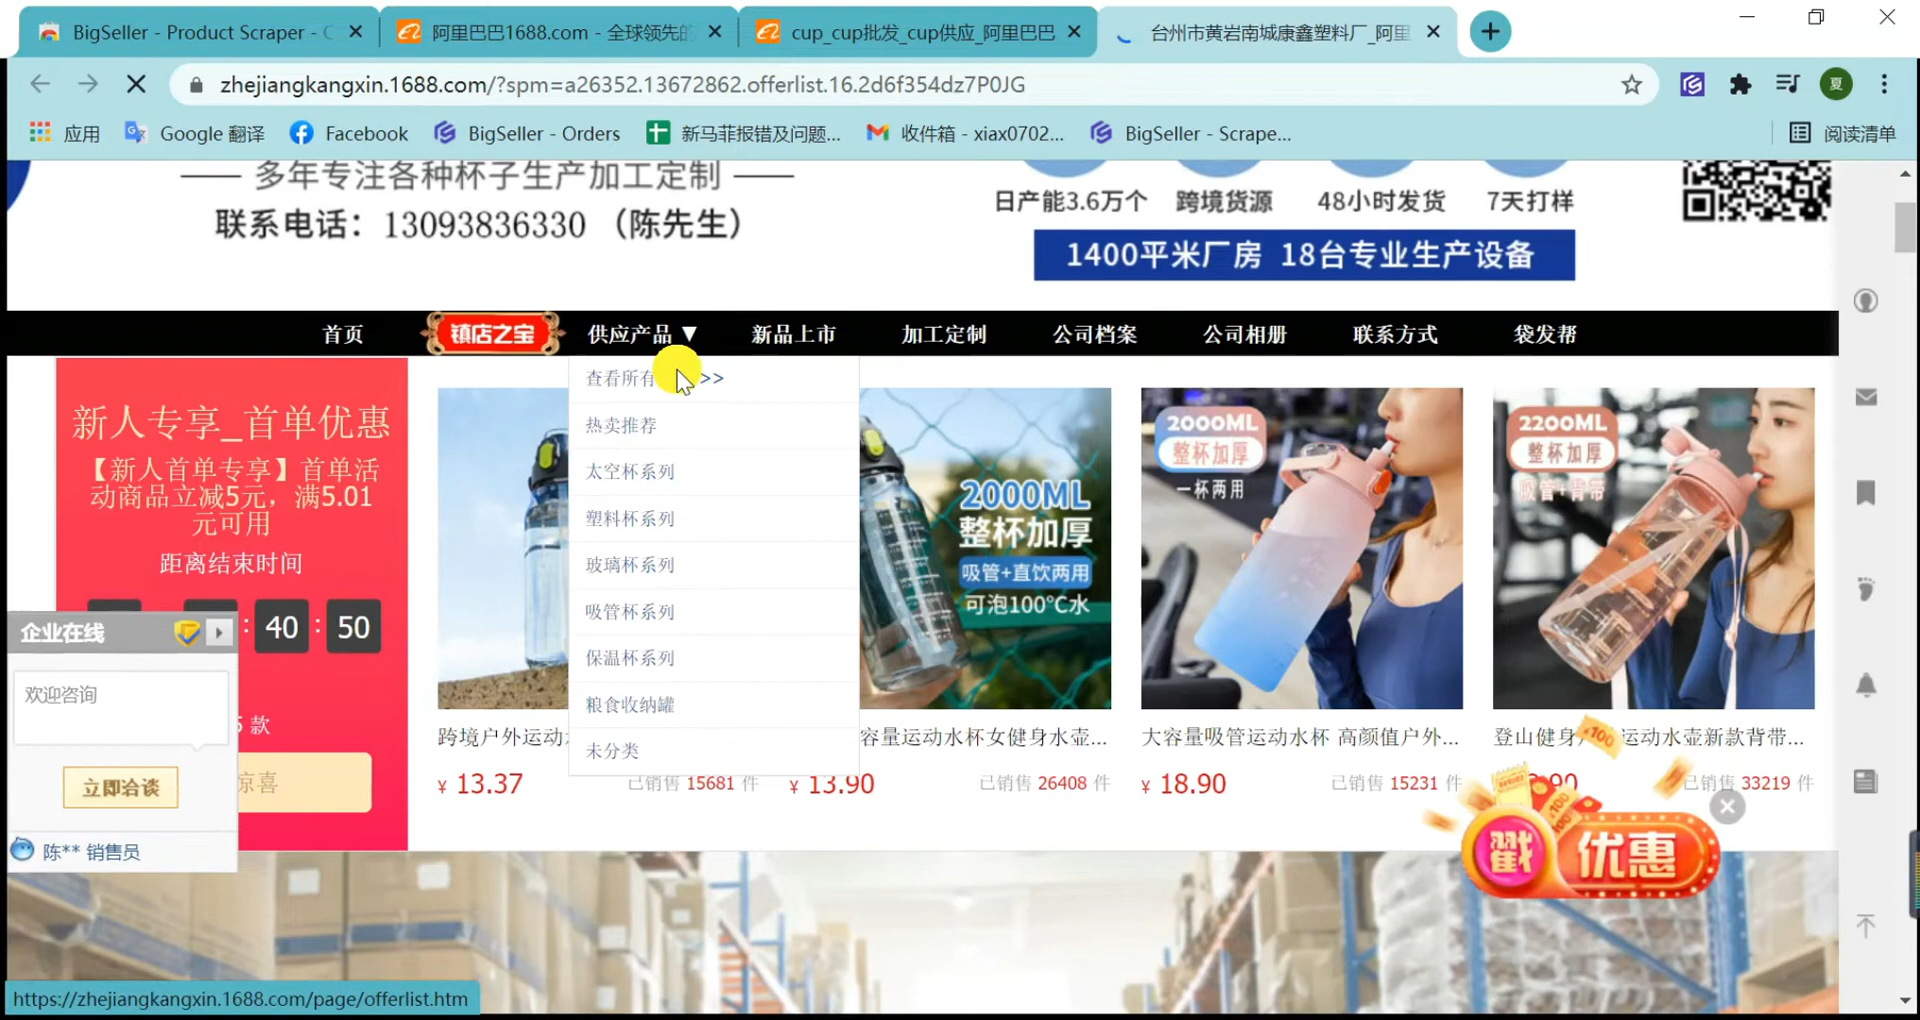 BigSeller - Product Scraper - C
阿里巴巴1688.com - 全球领先的
cup_cup批发_cup供应_阿里巴巴
台州市黄岩南城康鑫塑料厂_阿里
zhejiangkangxin.1688.com/?spm=a26352.13672862.offerlist.16.2d6f354dz7P0JG
夏
应用
Google 翻译
Facebook
BigSeller - Orders
新马菲报错及问题...
收件箱 - xiax0702...
BigSeller - Scrape...
阅读清单
多年专注各种杯子生产加工定制
联系电话：13093836330 （陈先生）
日产能3.6万个 跨境货源 48小时发货 7天打样
1400平米厂房 18台专业生产设备
首页
镇店之宝
供应产品 ▼
新品上市
加工定制
公司档案
公司相册
联系方式
袋发帮
查看所有 >>
热卖推荐
太空杯系列
塑料杯系列
玻璃杯系列
吸管杯系列
保温杯系列
粮食收纳罐
未分类
新人专享_首单优惠
【新人首单专享】首单活
动商品立减5元，满5.01
元可用
距离结束时间
: 40 : 50
款
惊喜
企业在线
欢迎咨询
立即洽谈
陈** 销售员
2000ML
整杯加厚
吸管+直饮两用
可泡100°C水
2000ML
整杯加厚
一杯两用
2200ML
整杯加厚
吸管+背带
跨境户外运动
容量运动水杯女健身水壶...
大容量吸管运动水杯 高颜值户外...
登山健身 运动水壶新款背带...
¥ 13.37 已销售 15681 件
¥ 13.90 已销售 26408 件
¥ 18.90 已销售 15231 件
.90 已销售 33219 件
100
戳 优惠
https://zhejiangkangxin.1688.com/page/offerlist.htm